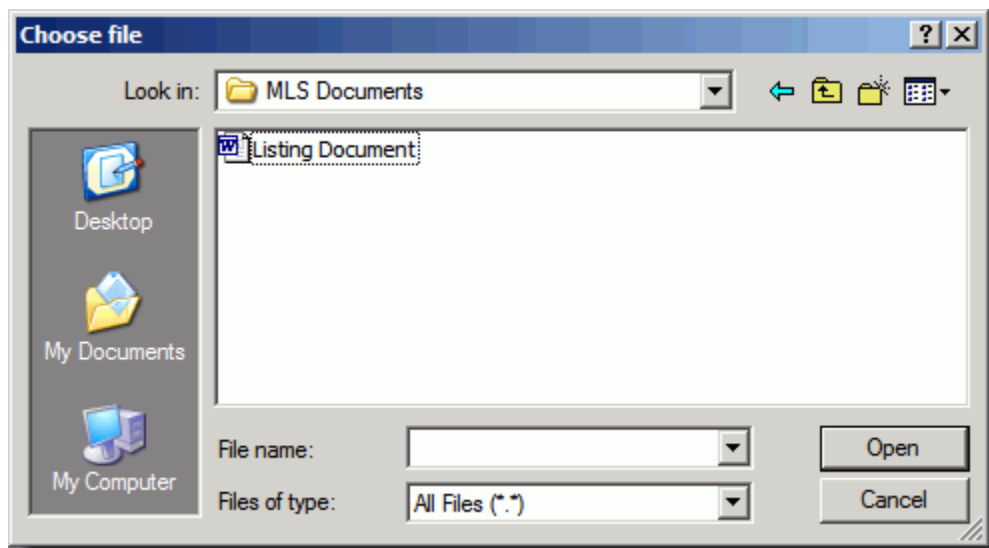 Choose file
Look in: MLS Documents
Listing Document
Desktop
My Documents
My Computer
File name:
Open
Files of type: All Files (*.*)
Cancel